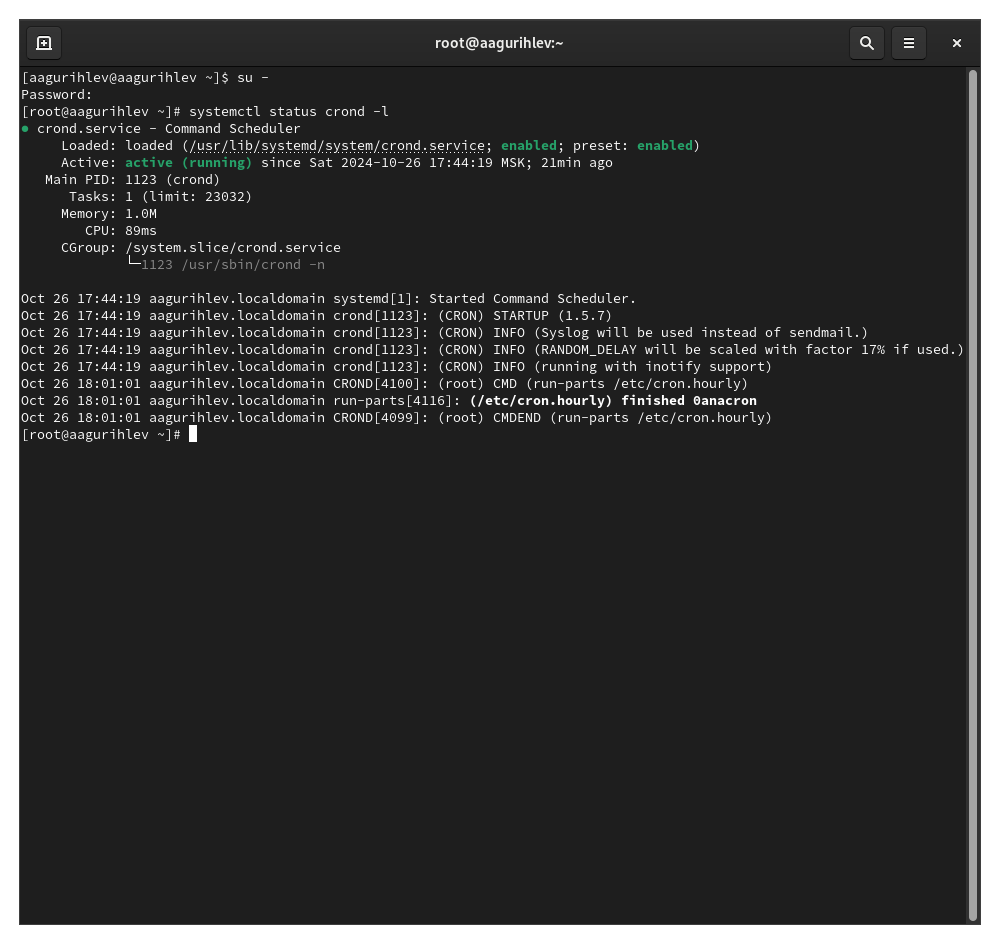 root@aagurihlev:~
[aagurihlev@aagurihlev ~]$ su -
Password:
[root@aagurihlev ~]# systemctl status crond -l
● crond.service - Command Scheduler
     Loaded: loaded (/usr/lib/systemd/system/crond.service; enabled; preset: enabled)
     Active: active (running) since Sat 2024-10-26 17:44:19 MSK; 21min ago
   Main PID: 1123 (crond)
      Tasks: 1 (limit: 23032)
     Memory: 1.0M
        CPU: 89ms
     CGroup: /system.slice/crond.service
             └─1123 /usr/sbin/crond -n

Oct 26 17:44:19 aagurihlev.localdomain systemd[1]: Started Command Scheduler.
Oct 26 17:44:19 aagurihlev.localdomain crond[1123]: (CRON) STARTUP (1.5.7)
Oct 26 17:44:19 aagurihlev.localdomain crond[1123]: (CRON) INFO (Syslog will be used instead of sendmail.)
Oct 26 17:44:19 aagurihlev.localdomain crond[1123]: (CRON) INFO (RANDOM_DELAY will be scaled with factor 17% if used.)
Oct 26 17:44:19 aagurihlev.localdomain crond[1123]: (CRON) INFO (running with inotify support)
Oct 26 18:01:01 aagurihlev.localdomain CROND[4100]: (root) CMD (run-parts /etc/cron.hourly)
Oct 26 18:01:01 aagurihlev.localdomain run-parts[4116]: (/etc/cron.hourly) finished 0anacron
Oct 26 18:01:01 aagurihlev.localdomain CROND[4099]: (root) CMDEND (run-parts /etc/cron.hourly)
[root@aagurihlev ~]#